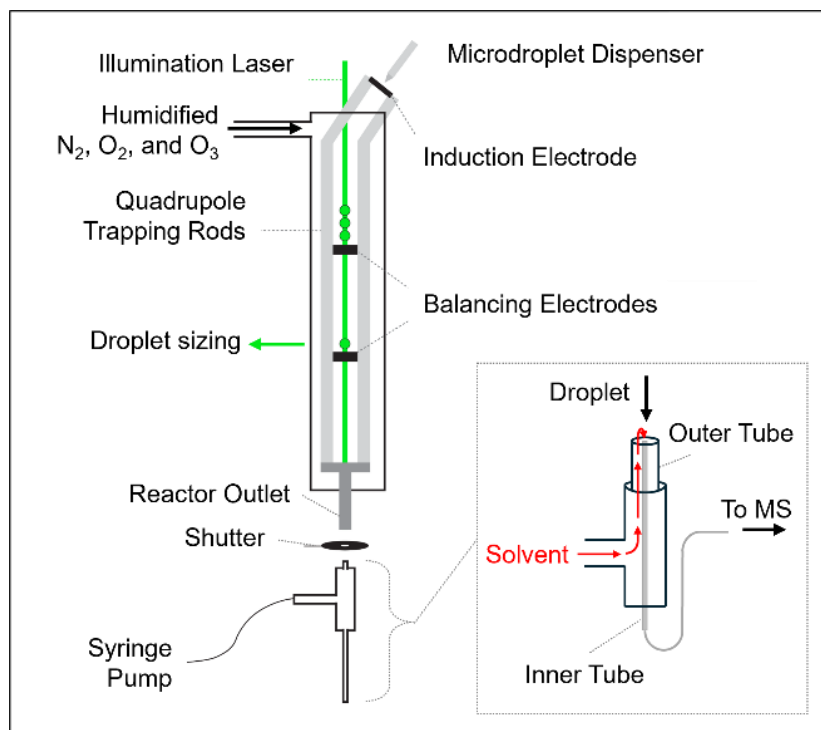 Illumination Laser
Microdroplet Dispenser
Humidified
N₂, O₂, and O₃
Induction Electrode
Quadrupole
Trapping Rods
Balancing Electrodes
Droplet sizing
Droplet
Outer Tube
Reactor Outlet
To MS
Shutter
Solvent
Syringe
Pump
Inner Tube